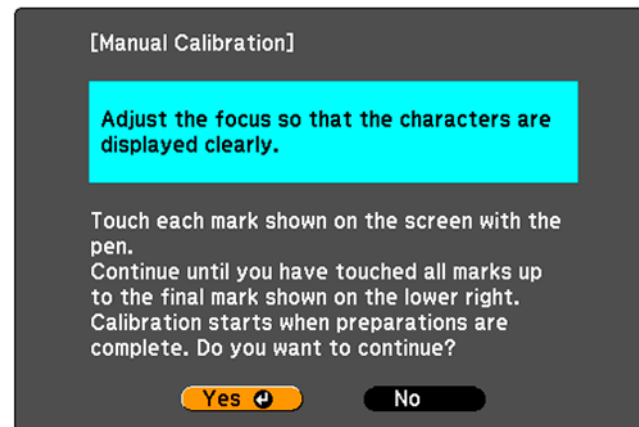 [Manual Calibration]
Adjust the focus so that the characters are
displayed clearly.
Touch each mark shown on the screen with the
pen.
Continue until you have touched all marks up
to the final mark shown on the lower right.
Calibration starts when preparations are
complete. Do you want to continue?
Yes No